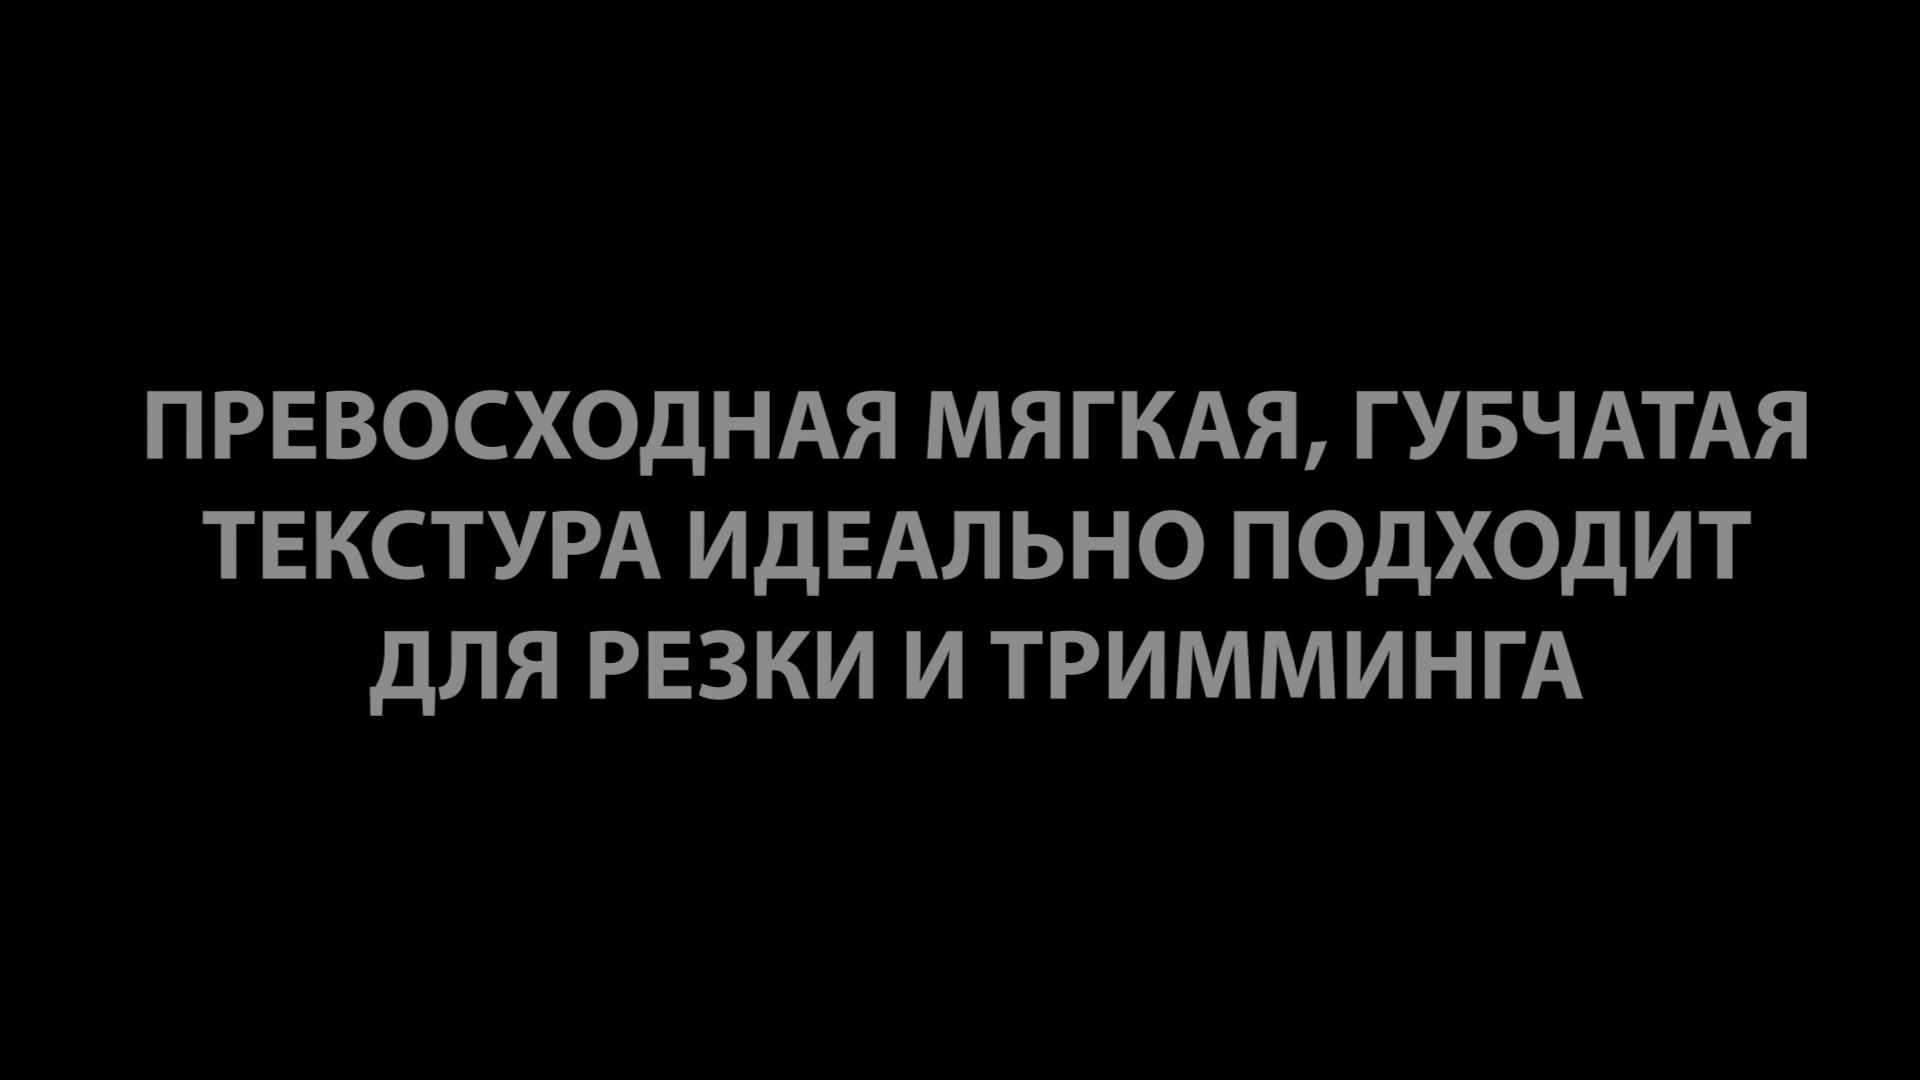 ПРЕВОСХОДНАЯ МЯГКАЯ, ГУБЧАТАЯ
ТЕКСТУРА ИДЕАЛЬНО ПОДХОДИТ
ДЛЯ РЕЗКИ И ТРИММИНГА